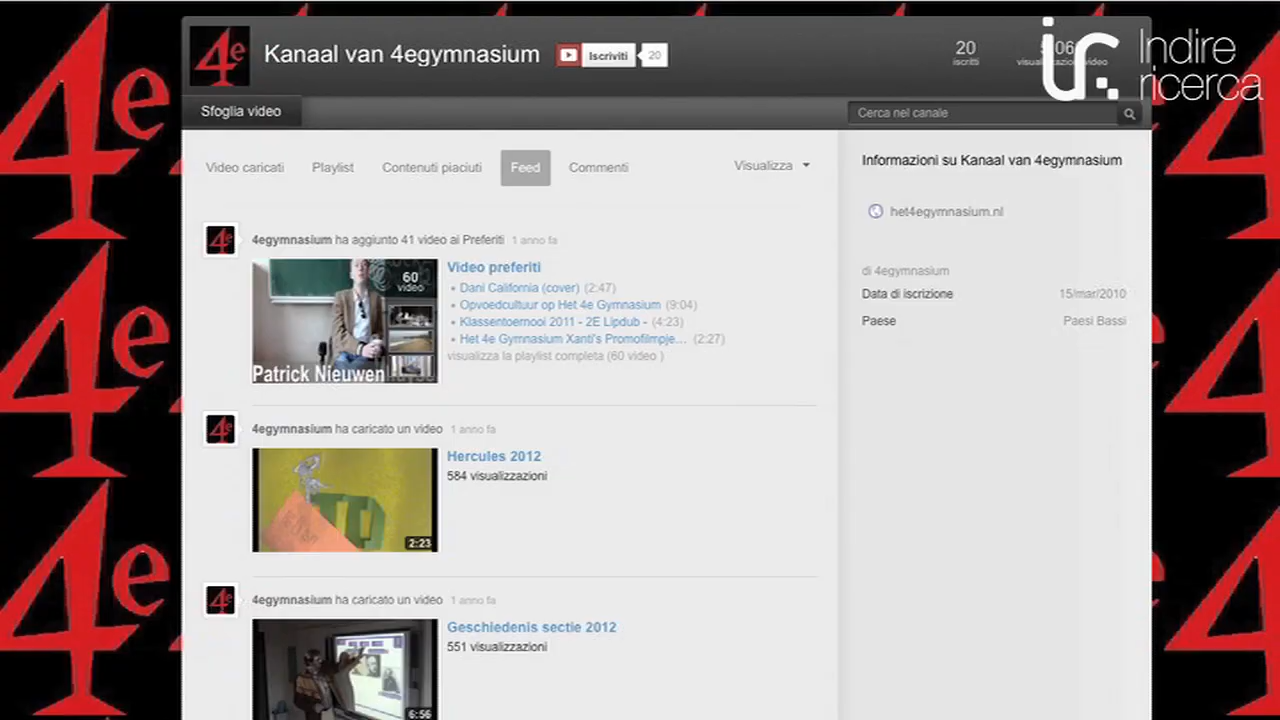 4e
Kanaal van 4egymnasium
Iscriviti
20
20
iscritti
Indire
ricerca
Sfoglia video
Cerca nel canale
Video caricati
Playlist
Contenuti piaciuti
Feed
Commenti
Visualizza
Informazioni su Kanaal van 4egymnasium
het4egymnasium.nl
di 4egymnasium
Data di iscrizione 15/mar/2010
Paese Paesi Bassi
4egymnasium ha aggiunto 41 video ai Preferiti 1 anno fa
60
video
Patrick Nieuwen
Video preferiti
• Dani California (cover) (2:47)
• Opvoedcultuur op Het 4e Gymnasium (9:04)
• Klassentoernooi 2011 - 2E Lipdub - (4:23)
• Het 4e Gymnasium Xanti's Promofilmpje... (2:27)
visualizza la playlist completa (60 video )
4egymnasium ha caricato un video 1 anno fa
Hercules 2012
584 visualizzazioni
2:23
4egymnasium ha caricato un video 1 anno fa
Geschiedenis sectie 2012
551 visualizzazioni
6:56